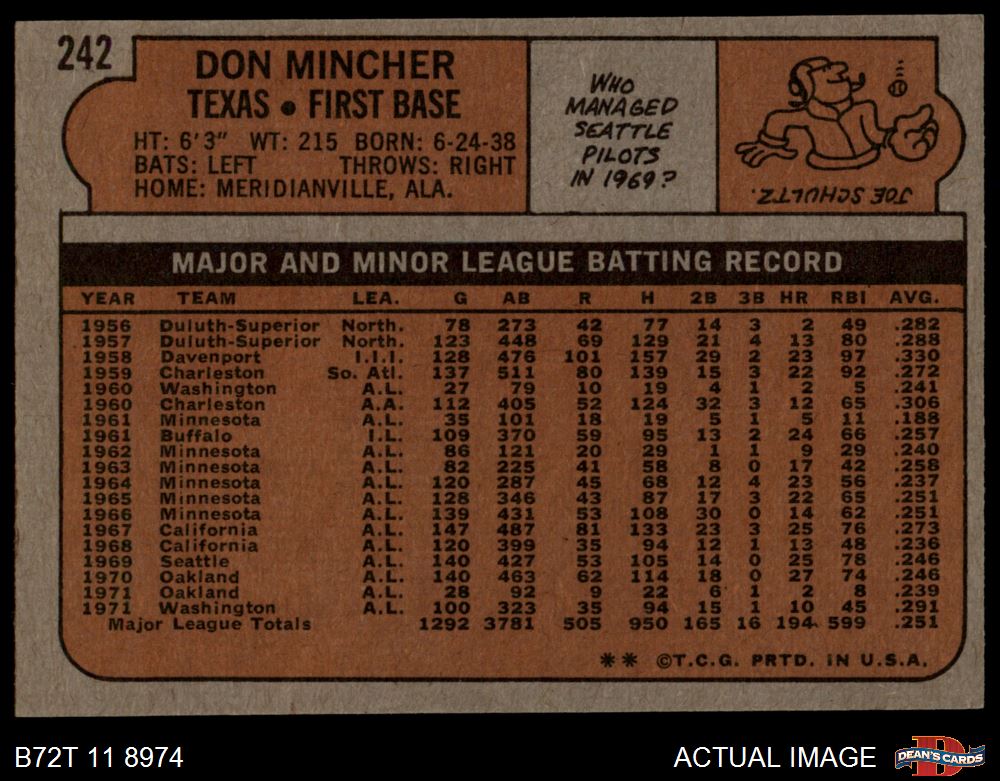 242
DON MINCHER
TEXAS • FIRST BASE
HT: 6'3" WT: 215 BORN: 6-24-38
BATS: LEFT THROWS: RIGHT
HOME: MERIDIANVILLE, ALA.
WHO
MANAGED
SEATTLE
PILOTS
IN 1969?
JOE SCHULTZ.
MAJOR AND MINOR LEAGUE BATTING RECORD
YEAR TEAM LEA. G AB R H 2B 3B HR RBI AVG.
1956 Duluth-Superior North. 78 273 42 77 14 3 2 49 .282
1957 Duluth-Superior North. 123 448 69 129 21 4 13 80 .288
1958 Davenport I.I.I. 128 476 101 157 29 2 23 97 .330
1959 Charleston So. Atl. 137 511 80 139 15 3 22 92 .272
1960 Washington A.L. 27 79 10 19 4 1 2 5 .241
1960 Charleston A.A. 112 405 52 124 32 3 12 65 .306
1961 Minnesota A.L. 35 101 18 19 5 1 5 11 .188
1961 Buffalo I.L. 109 370 59 95 13 2 24 66 .257
1962 Minnesota A.L. 86 121 20 29 1 1 9 29 .240
1963 Minnesota A.L. 82 225 41 58 8 0 17 42 .258
1964 Minnesota A.L. 120 287 45 68 12 4 23 56 .237
1965 Minnesota A.L. 128 346 43 87 17 3 22 65 .251
1966 Minnesota A.L. 139 431 53 108 30 0 14 62 .251
1967 California A.L. 147 487 81 133 23 3 25 76 .273
1968 California A.L. 120 399 35 94 12 1 13 48 .236
1969 Seattle A.L. 140 427 53 105 14 0 25 78 .246
1970 Oakland A.L. 140 463 62 114 18 0 27 74 .246
1971 Oakland A.L. 28 92 9 22 6 1 2 8 .239
1971 Washington A.L. 100 323 35 94 15 1 10 45 .291
Major League Totals 1292 3781 505 950 165 16 194 599 .251
** ©T.C.G. PRTD. IN U.S.A.
B72T 11 8974
ACTUAL IMAGE
DEAN'S CARDS